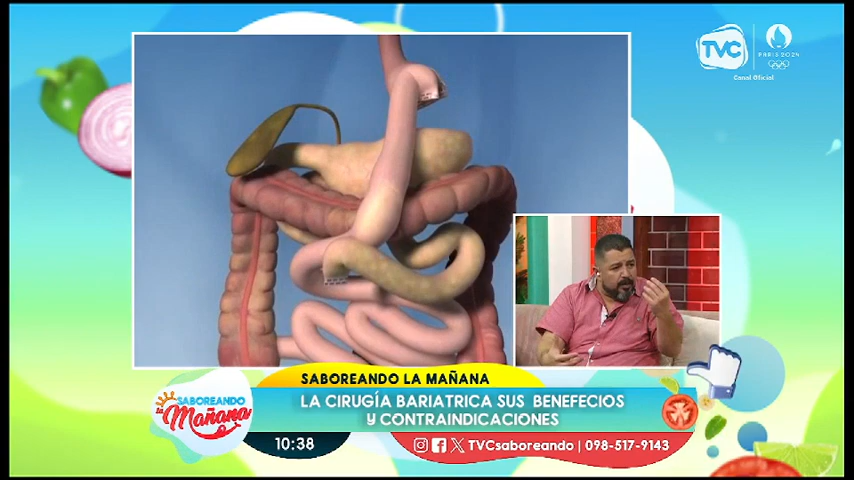 TVC
PARIS 2024
Canal Oficial
SABOREANDO LA MAÑANA
SABOREANDO
Mañana
LA CIRUGÍA BARIATRICA SUS BENEFECIOS
Y CONTRAINDICACIONES
10:38
TVCsaboreando | 098-517-9143